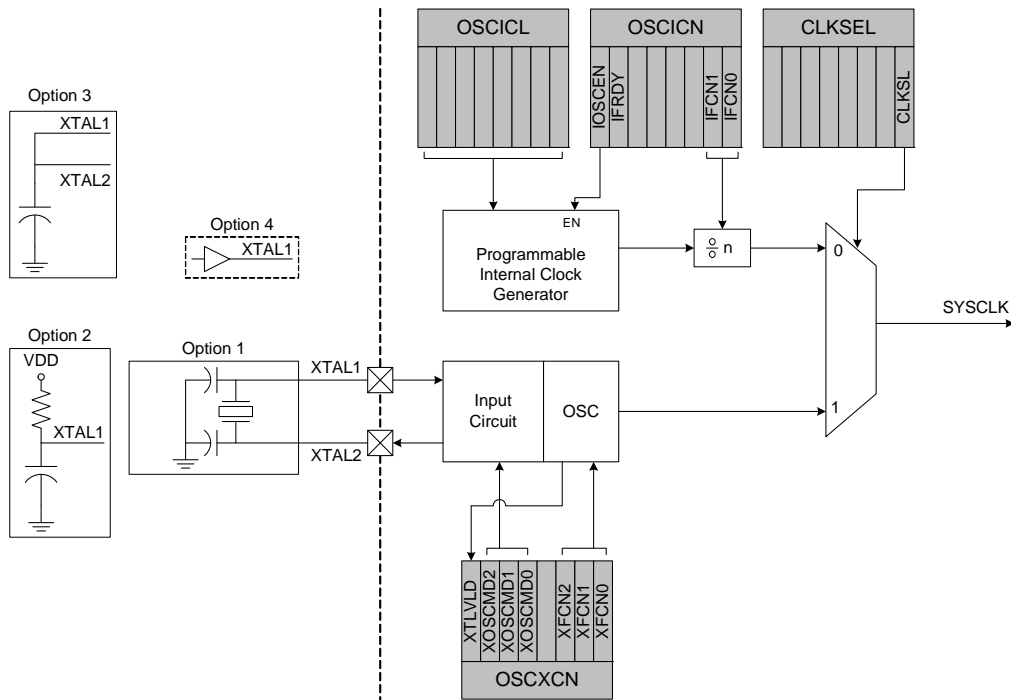 OSCICL
OSCICN
CLKSEL
IOSCEN
IFRDY
IFCN1
IFCN0
CLKSL
Option 3
XTAL1
XTAL2
Option 4
XTAL1
EN
Programmable
Internal Clock
Generator
n
0
SYSCLK
Option 2
VDD
XTAL1
Option 1
XTAL1
XTAL2
Input
Circuit
OSC
1
XTLVLD
XOSCMD2
XOSCMD1
XOSCMD0
XFCN2
XFCN1
XFCN0
OSCXCN